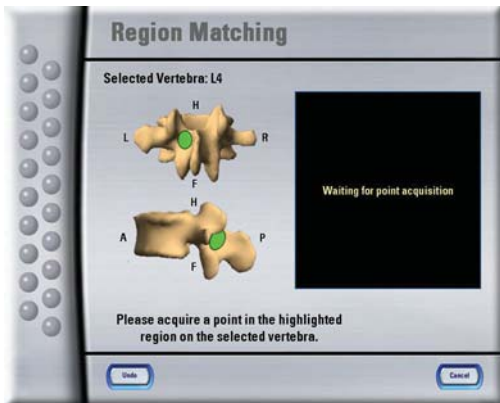 Region Matching
Selected Vertebra: L4
H
L
R
F
H
A
P
F
Waiting for point acquisition
Please acquire a point in the highlighted
region on the selected vertebra.
Undo
Cancel